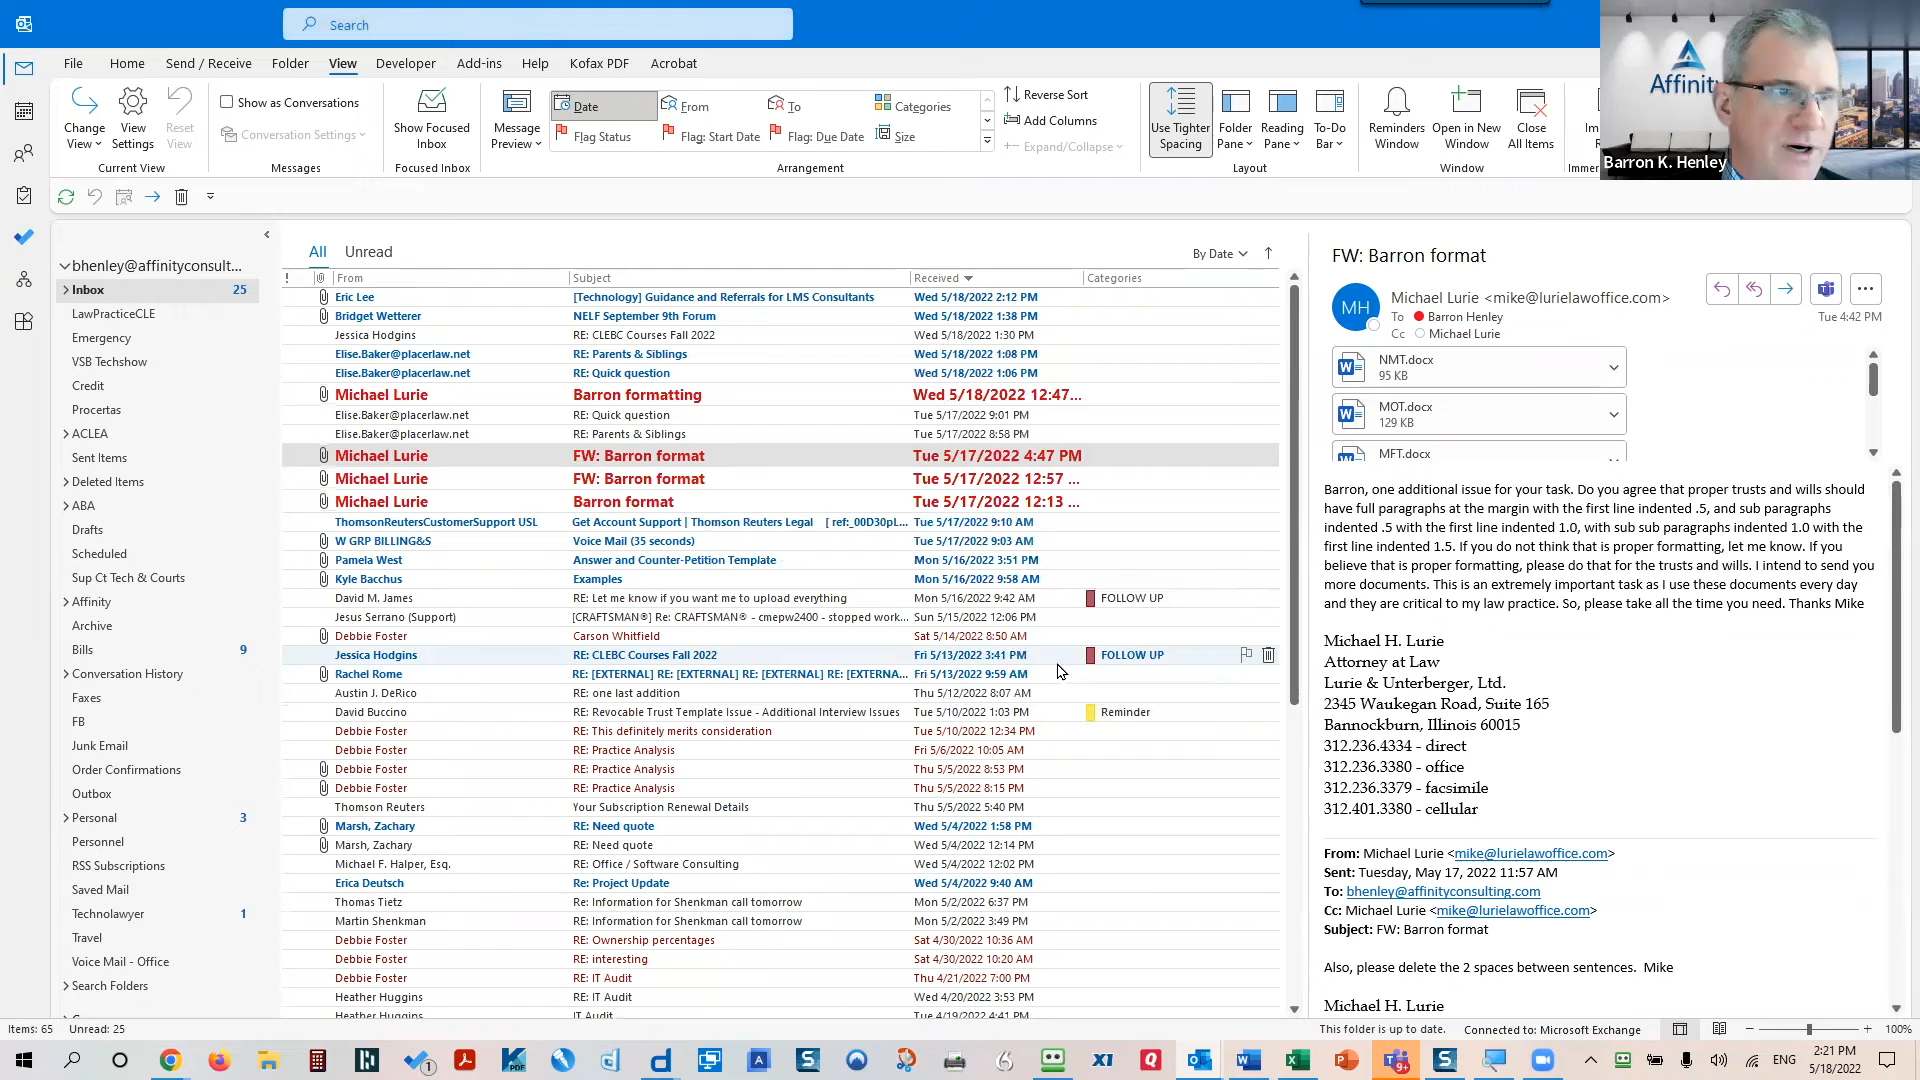 Search
Affinity
Barron K. Henley
File Home Send / Receive Folder View Developer Add-ins Help Kofax PDF Acrobat
Change View
View Settings
Reset View
Current View
Show as Conversations
Conversation Settings
Messages
Show Focused Inbox
Focused Inbox
Message Preview
Date From To Categories
Flag Status Flag: Start Date Flag: Due Date Size
Reverse Sort
Add Columns
Expand/Collapse
Arrangement
Use Tighter Spacing
Folder Pane
Reading Pane
To-Do Bar
Layout
Reminders Window
Open in New Window
Close All Items
Window
Immer
bhenley@affinityconsult...
Inbox 25
LawPracticeCLE
Emergency
VSB Techshow
Credit
Procertas
ACLEA
Sent Items
Deleted Items
ABA
Drafts
Scheduled
Sup Ct Tech & Courts
Affinity
Archive
Bills 9
Conversation History
Faxes
FB
Junk Email
Order Confirmations
Outbox
Personal 3
Personnel
RSS Subscriptions
Saved Mail
Technolawyer 1
Travel
Voice Mail - Office
Search Folders
All Unread By Date
! From Subject Received Categories
Eric Lee [Technology] Guidance and Referrals for LMS Consultants Wed 5/18/2022 2:12 PM
Bridget Wetterer NELF September 9th Forum Wed 5/18/2022 1:38 PM
Jessica Hodgins RE: CLEBC Courses Fall 2022 Wed 5/18/2022 1:30 PM
Elise.Baker@placerlaw.net RE: Parents & Siblings Wed 5/18/2022 1:08 PM
Elise.Baker@placerlaw.net RE: Quick question Wed 5/18/2022 1:06 PM
Michael Lurie Barron formatting Wed 5/18/2022 12:47...
Elise.Baker@placerlaw.net RE: Quick question Tue 5/17/2022 9:01 PM
Elise.Baker@placerlaw.net RE: Parents & Siblings Tue 5/17/2022 8:58 PM
Michael Lurie FW: Barron format Tue 5/17/2022 4:47 PM
Michael Lurie FW: Barron format Tue 5/17/2022 12:57 ...
Michael Lurie Barron format Tue 5/17/2022 12:13 ...
ThomsonReutersCustomerSupport USL Get Account Support | Thomson Reuters Legal [ ref:_00D30pL... Tue 5/17/2022 9:10 AM
W GRP BILLING&S Voice Mail (35 seconds) Tue 5/17/2022 9:03 AM
Pamela West Answer and Counter-Petition Template Mon 5/16/2022 3:51 PM
Kyle Bacchus Examples Mon 5/16/2022 9:58 AM
David M. James RE: Let me know if you want me to upload everything Mon 5/16/2022 9:42 AM FOLLOW UP
Jesus Serrano (Support) [CRAFTSMAN®] Re: CRAFTSMAN® - cmepw2400 - stopped work... Sun 5/15/2022 12:06 PM
Debbie Foster Carson Whitfield Sat 5/14/2022 8:50 AM
Jessica Hodgins RE: CLEBC Courses Fall 2022 Fri 5/13/2022 3:41 PM FOLLOW UP
Rachel Rome RE: [EXTERNAL] RE: [EXTERNAL] RE: [EXTERNAL] RE: [EXTERNA... Fri 5/13/2022 9:59 AM
Austin J. DeRico RE: one last addition Thu 5/12/2022 8:07 AM
David Buccino RE: Revocable Trust Template Issue - Additional Interview Issues Tue 5/10/2022 1:03 PM Reminder
Debbie Foster RE: This definitely merits consideration Tue 5/10/2022 12:34 PM
Debbie Foster RE: Practice Analysis Fri 5/6/2022 10:05 AM
Debbie Foster RE: Practice Analysis Thu 5/5/2022 8:53 PM
Debbie Foster RE: Practice Analysis Thu 5/5/2022 8:15 PM
Thomson Reuters Your Subscription Renewal Details Thu 5/5/2022 5:40 PM
Marsh, Zachary RE: Need quote Wed 5/4/2022 1:58 PM
Marsh, Zachary RE: Need quote Wed 5/4/2022 12:14 PM
Michael F. Halper, Esq. RE: Office / Software Consulting Wed 5/4/2022 12:02 PM
Erica Deutsch Re: Project Update Wed 5/4/2022 9:40 AM
Thomas Tietz Re: Information for Shenkman call tomorrow Mon 5/2/2022 6:37 PM
Martin Shenkman Re: Information for Shenkman call tomorrow Mon 5/2/2022 3:49 PM
Debbie Foster RE: Ownership percentages Sat 4/30/2022 10:36 AM
Debbie Foster RE: interesting Sat 4/30/2022 10:20 AM
Debbie Foster RE: IT Audit Thu 4/21/2022 7:00 PM
Heather Huggins RE: IT Audit Wed 4/20/2022 3:53 PM
Heather Huggins IT Audit Tue 4/19/2022 4:41 PM
FW: Barron format
MH
Michael Lurie <mike@lurielawoffice.com>
To Barron Henley
Cc Michael Lurie
Tue 4:42 PM
NMT.docx
95 KB
MOT.docx
129 KB
MFT.docx
Barron, one additional issue for your task. Do you agree that proper trusts and wills should
have full paragraphs at the margin with the first line indented .5, and sub paragraphs
indented .5 with the first line indented 1.0, with sub sub paragraphs indented 1.0 with the
first line indented 1.5. If you do not think that is proper formatting, let me know. If you
believe that is proper formatting, please do that for the trusts and wills. I intend to send you
more documents. This is an extremely important task as I use these documents every day
and they are critical to my law practice. So, please take all the time you need. Thanks Mike
Michael H. Lurie
Attorney at Law
Lurie & Unterberger, Ltd.
2345 Waukegan Road, Suite 165
Bannockburn, Illinois 60015
312.236.4334 - direct
312.236.3380 - office
312.236.3379 - facsimile
312.401.3380 - cellular
From: Michael Lurie <mike@lurielawoffice.com>
Sent: Tuesday, May 17, 2022 11:57 AM
To: bhenley@affinityconsulting.com
Cc: Michael Lurie <mike@lurielawoffice.com>
Subject: FW: Barron format
Also, please delete the 2 spaces between sentences. Mike
Michael H. Lurie
Items: 65 Unread: 25
This folder is up to date. Connected to: Microsoft Exchange 100%
ENG
2:21 PM
5/18/2022